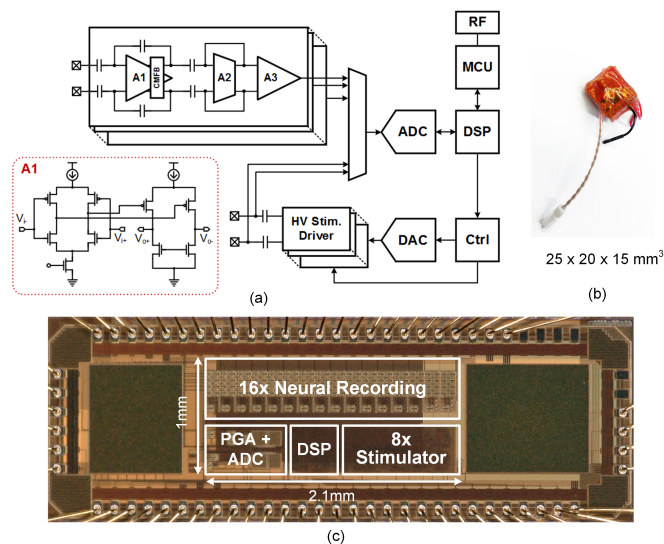 RF
MCU
A1
CMFB
A2
A3
ADC
DSP
A1
Vi-
Vi+
Vo+
Vo-
HV Stim.
Driver
DAC
Ctrl
(a)
25 x 20 x 15 mm³
(b)
16x Neural Recording
1mm
PGA +
ADC
DSP
8x
Stimulator
2.1mm
(c)